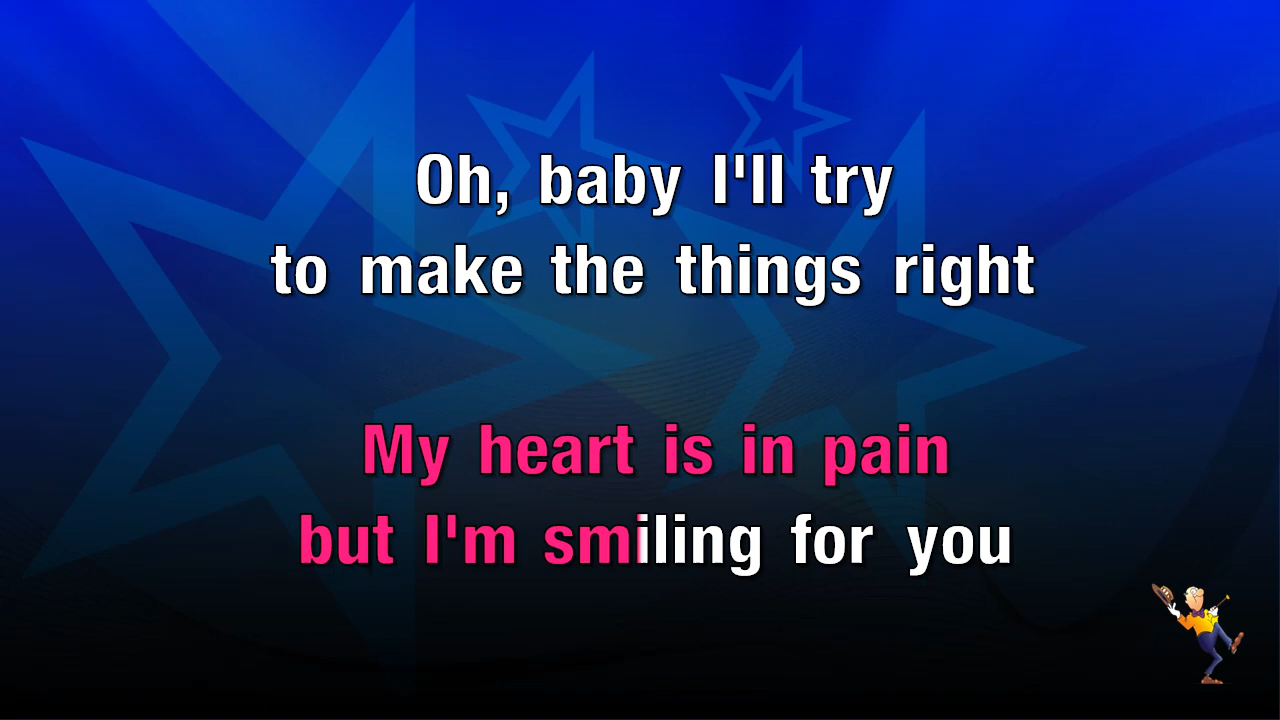 Oh, baby I'll try
to make the things right
My heart is in pain
but I'm smiling for you